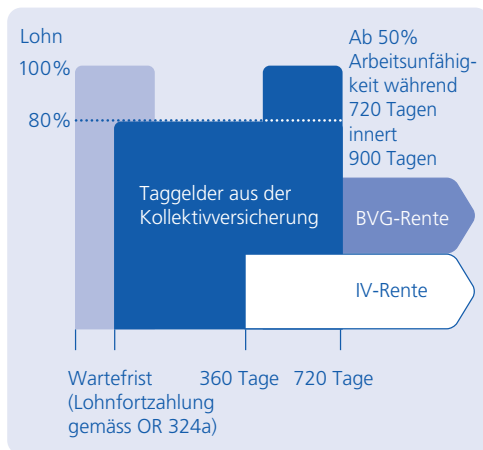 Lohn
100%
80%
Ab 50%
Arbeitsunfähig-
keit während
720 Tagen
innert
900 Tagen
Taggelder aus der
Kollektivversicherung
BVG-Rente
IV-Rente
Wartefrist
(Lohnfortzahlung
gemäss OR 324a)
360 Tage
720 Tage